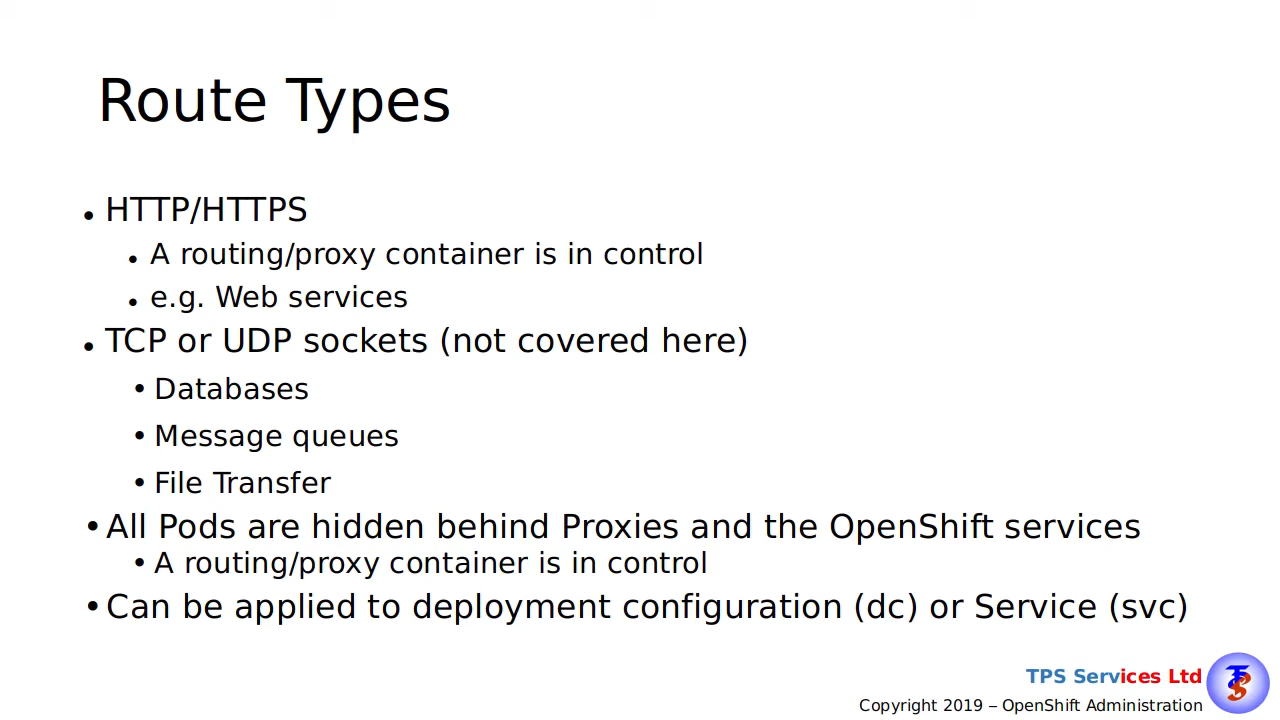 Route Types
• HTTP/HTTPS
• A routing/proxy container is in control
• e.g. Web services
• TCP or UDP sockets (not covered here)
• Databases
• Message queues
• File Transfer
• All Pods are hidden behind Proxies and the OpenShift services
• A routing/proxy container is in control
• Can be applied to deployment configuration (dc) or Service (svc)
TPS Services Ltd
Copyright 2019 – OpenShift Administration
TPS